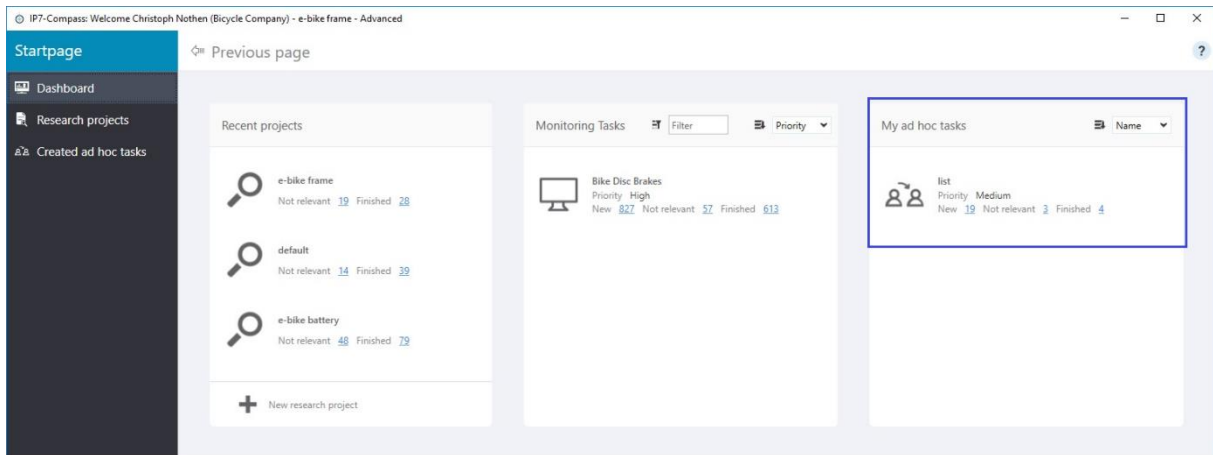 IP7-Compass: Welcome Christoph Nothen (Bicycle Company) - e-bike frame - Advanced
Startpage
Previous page
?
Dashboard
Research projects
Created ad hoc tasks
Recent projects
e-bike frame
Not relevant 19 Finished 28
default
Not relevant 14 Finished 39
e-bike battery
Not relevant 48 Finished 79
New research project
Monitoring Tasks Filter Priority
Bike Disc Brakes
Priority High
New 827 Not relevant 57 Finished 613
My ad hoc tasks Name
list
Priority Medium
New 19 Not relevant 3 Finished 4